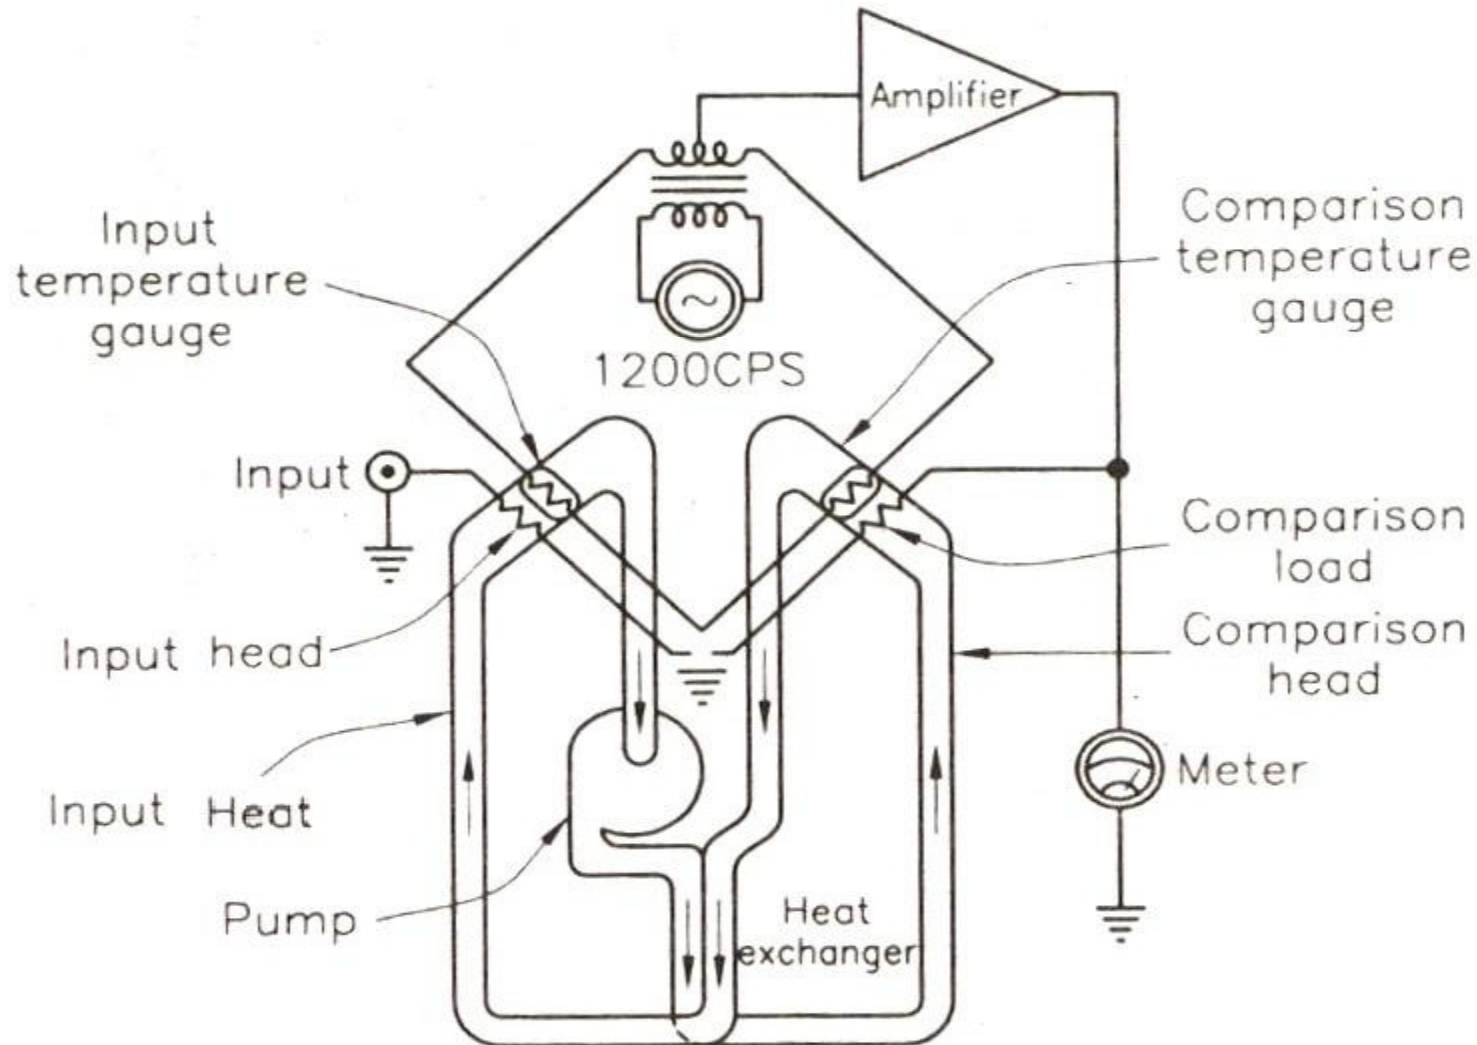 Amplifier
Input
temperature
gauge
Comparison
temperature
gauge
1200CPS
Input
Comparison
load
Input head
Comparison
head
Meter
Input Heat
Pump
Heat
exchanger